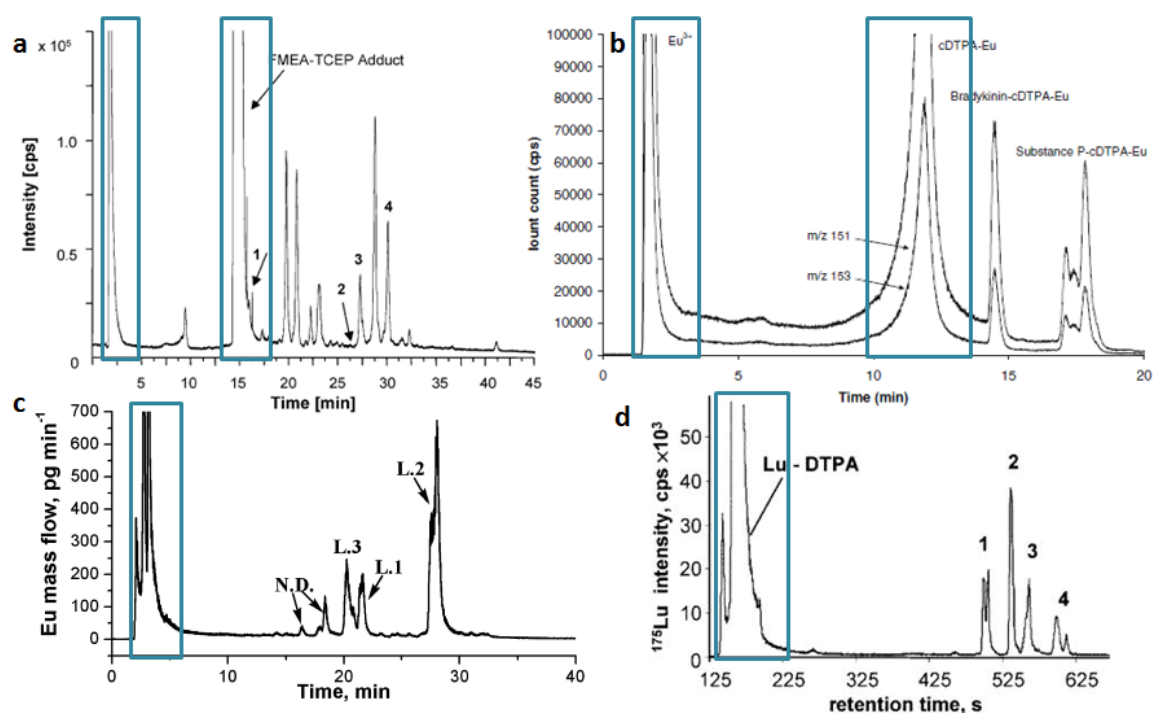 a
x 10⁵
FMEA-TCEP Adduct
1.0
0.5
0
Intensity [cps]
1
2
3
4
5
10
15
20
25
30
35
40
45
Time [min]
b
Eu³⁺
cDTPA-Eu
Bradykinin-cDTPA-Eu
Substance P-cDTPA-Eu
100000
90000
80000
70000
60000
50000
40000
30000
20000
10000
0
Iount count (cps)
m/z 151
m/z 153
0
5
10
15
20
Time (min)
c
700
600
500
400
300
200
100
0
Eu mass flow, pg min⁻¹
L.2
L.3
L.1
N.D.
0
10
20
30
40
Time, min
d
50
40
30
20
10
0
¹⁷⁵Lu intensity, cps ×10³
Lu - DTPA
1
2
3
4
125
225
325
425
525
625
retention time, s